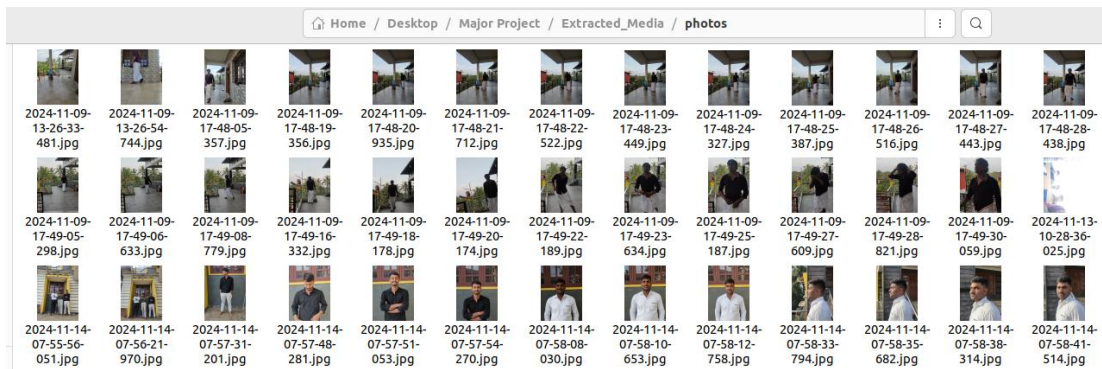 Home / Desktop / Major Project / Extracted_Media / photos
2024-11-09- 2024-11-09- 2024-11-09- 2024-11-09- 2024-11-09- 2024-11-09- 2024-11-09- 2024-11-09- 2024-11-09- 2024-11-09- 2024-11-09- 2024-11-09- 2024-11-09-
13-26-33- 13-26-54- 17-48-05- 17-48-19- 17-48-20- 17-48-21- 17-48-22- 17-48-23- 17-48-24- 17-48-25- 17-48-26- 17-48-27- 17-48-28-
481.jpg 744.jpg 357.jpg 356.jpg 935.jpg 712.jpg 522.jpg 449.jpg 327.jpg 387.jpg 516.jpg 443.jpg 438.jpg
2024-11-09- 2024-11-09- 2024-11-09- 2024-11-09- 2024-11-09- 2024-11-09- 2024-11-09- 2024-11-09- 2024-11-09- 2024-11-09- 2024-11-09- 2024-11-09- 2024-11-13-
17-49-05- 17-49-06- 17-49-08- 17-49-16- 17-49-18- 17-49-20- 17-49-22- 17-49-23- 17-49-25- 17-49-27- 17-49-28- 17-49-30- 10-28-36-
298.jpg 633.jpg 779.jpg 332.jpg 178.jpg 174.jpg 189.jpg 634.jpg 187.jpg 609.jpg 821.jpg 059.jpg 025.jpg
2024-11-14- 2024-11-14- 2024-11-14- 2024-11-14- 2024-11-14- 2024-11-14- 2024-11-14- 2024-11-14- 2024-11-14- 2024-11-14- 2024-11-14- 2024-11-14- 2024-11-14-
07-55-56- 07-56-21- 07-57-31- 07-57-48- 07-57-51- 07-57-54- 07-58-08- 07-58-10- 07-58-12- 07-58-33- 07-58-35- 07-58-38- 07-58-41-
051.jpg 970.jpg 201.jpg 281.jpg 053.jpg 270.jpg 030.jpg 653.jpg 758.jpg 794.jpg 682.jpg 314.jpg 514.jpg